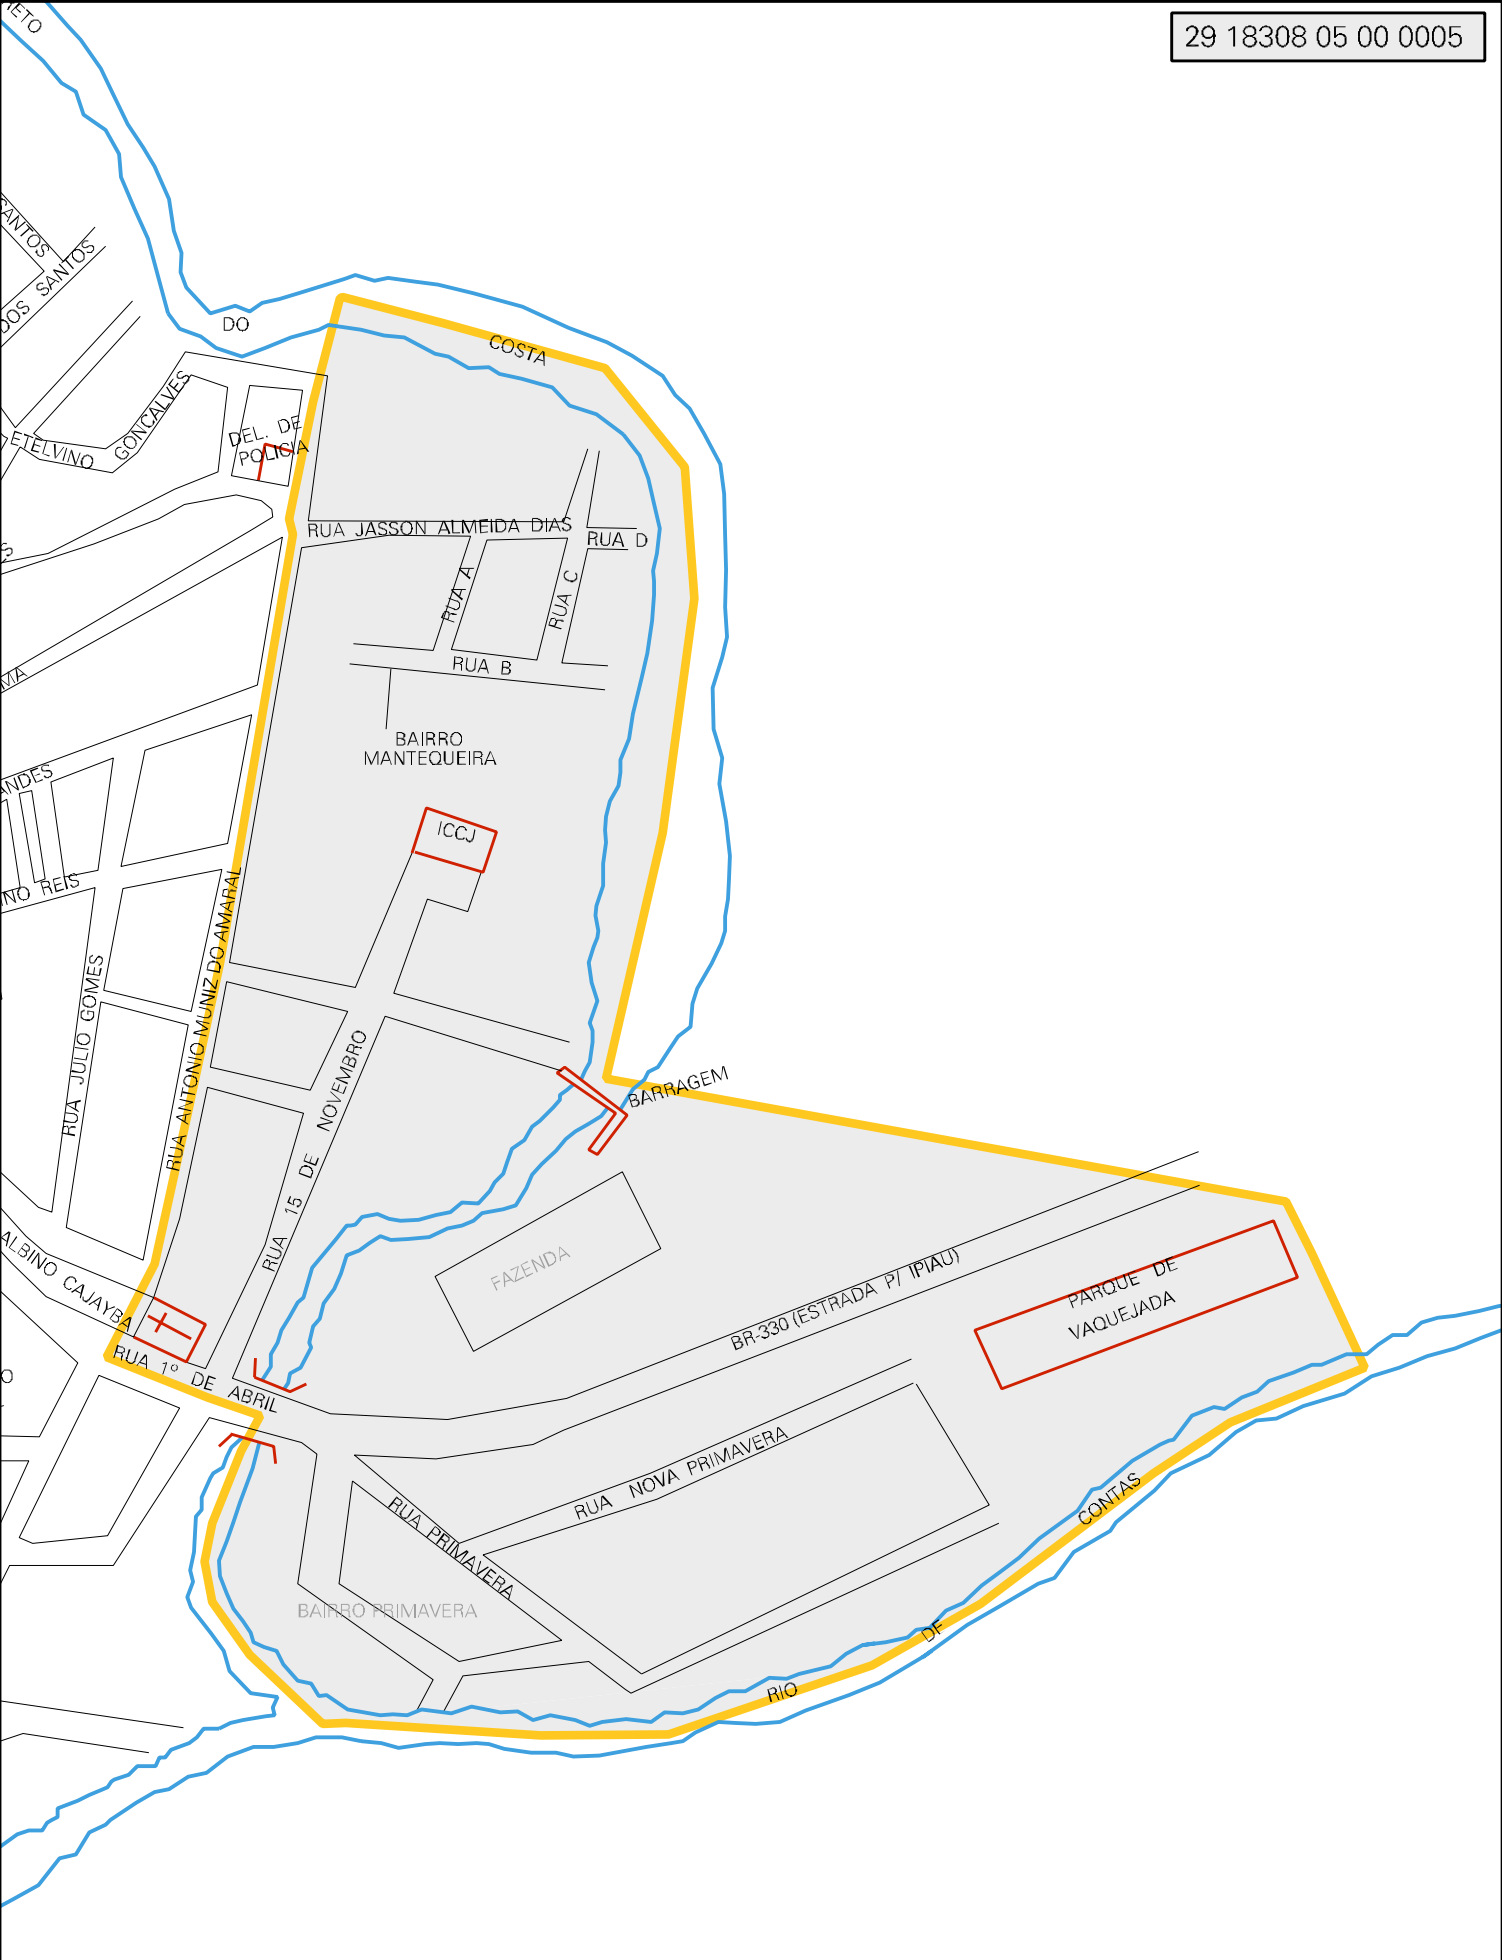 29 18308 05 00 0005
SANTOS
DOS SANTOS
DO
COSTA
ETELVINO GONCALVES
DEL. DE
POLICIA
RUA JASSON ALMEIDA DIAS
RUA D
RUA A
RUA C
RUA B
BAIRRO
MANTEQUEIRA
ICCJ
RUA JULIO GOMES
RUA ANTONIO MUNIZ DO AMARAL
RUA 15 DE NOVEMBRO
BARRAGEM
ALBINO CAJAYBA
RUA 1º DE ABRIL
FAZENDA
BR-330 (ESTRADA P/ IPIAU)
PARQUE DE
VAQUEJADA
RUA NOVA PRIMAVERA
RUA PRIMAVERA
BAIRRO PRIMAVERA
RIO DE CONTAS
REIS